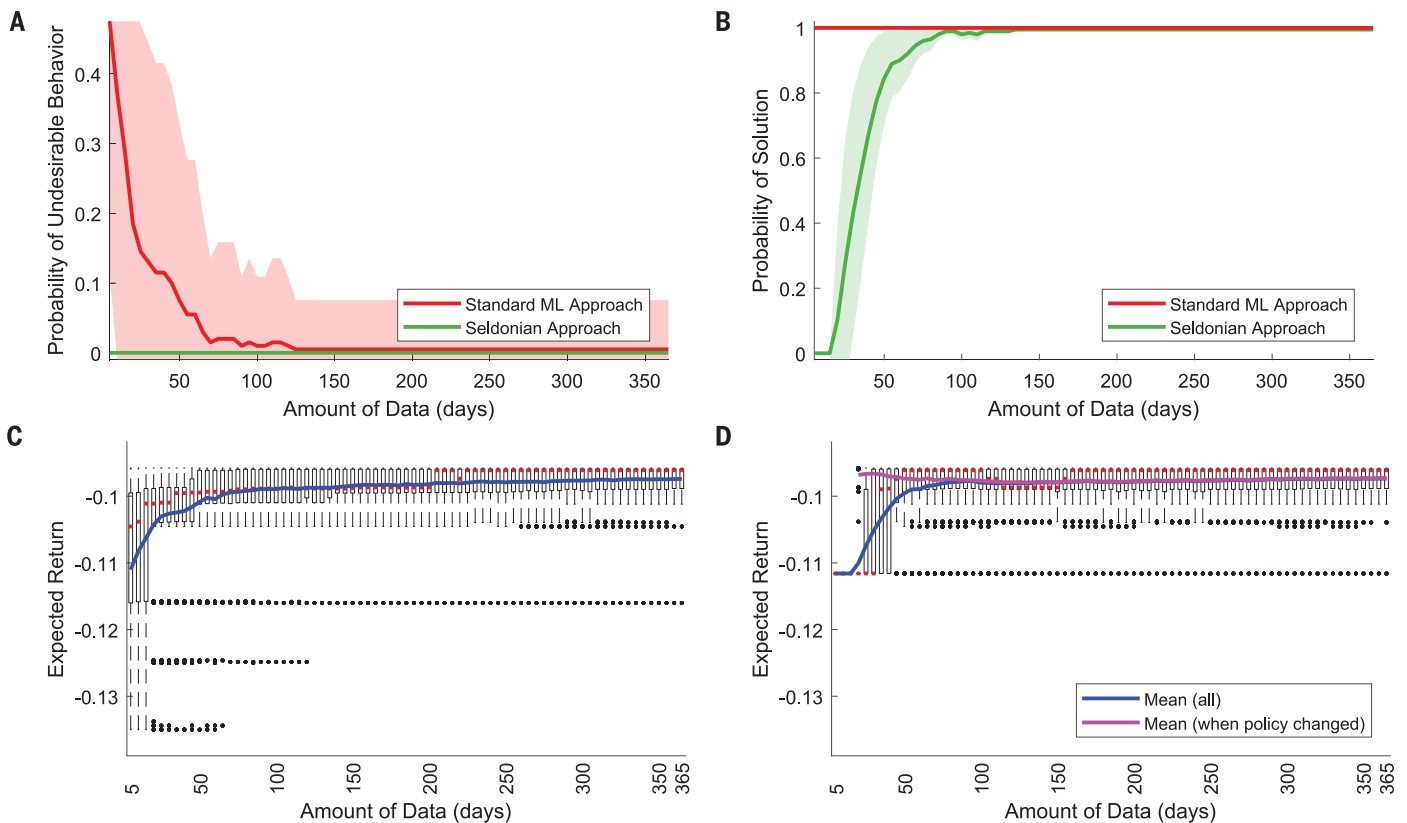 A
Probability of Undesirable Behavior
0.4
0.3
0.2
0.1
0
50 100 150 200 250 300 350
Amount of Data (days)
Standard ML Approach
Seldonian Approach
B
Probability of Solution
1
0.8
0.6
0.4
0.2
0
50 100 150 200 250 300 350
Amount of Data (days)
Standard ML Approach
Seldonian Approach
C
Expected Return
-0.1
-0.11
-0.12
-0.13
5 50 100 150 200 250 300 350 365
Amount of Data (days)
D
Expected Return
-0.1
-0.11
-0.12
-0.13
5 50 100 150 200 250 300 350 365
Amount of Data (days)
Mean (all)
Mean (when policy changed)